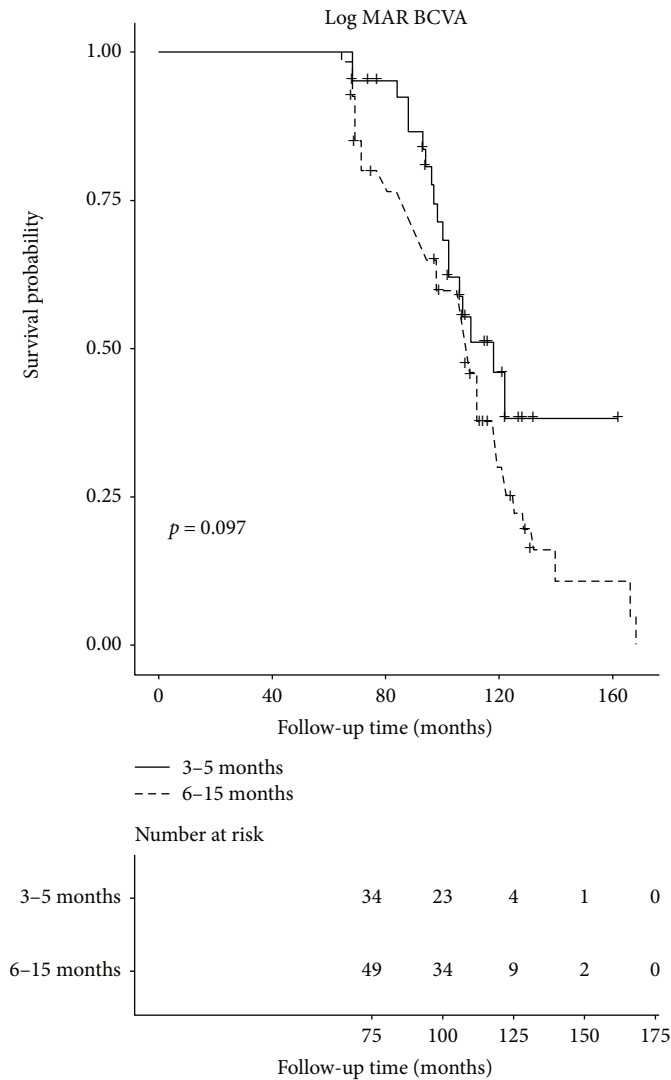 Log MAR BCVA
1.00
0.75
0.50
0.25
0.00
Survival probability
p = 0.097
0 40 80 120 160
Follow-up time (months)
3–5 months
6–15 months
Number at risk
3–5 months 34 23 4 1 0
6–15 months 49 34 9 2 0
75 100 125 150 175
Follow-up time (months)